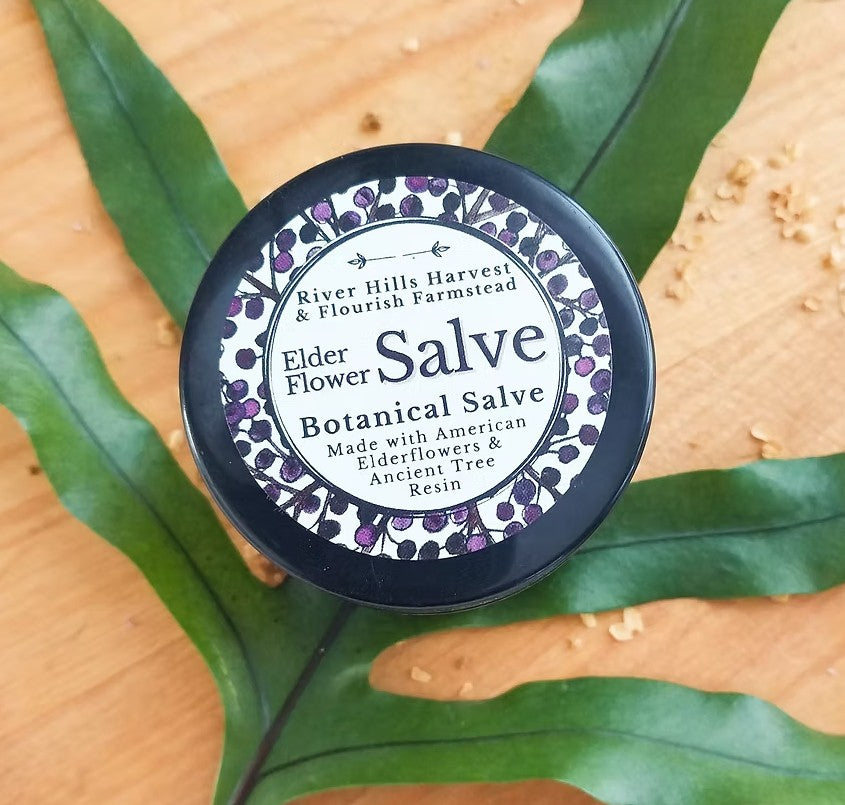 River Hills Harvest
& Flourish Farmstead
Elder
Flower
Salve
Botanical Salve
Made with American
Elderflowers &
Ancient Tree
Resin